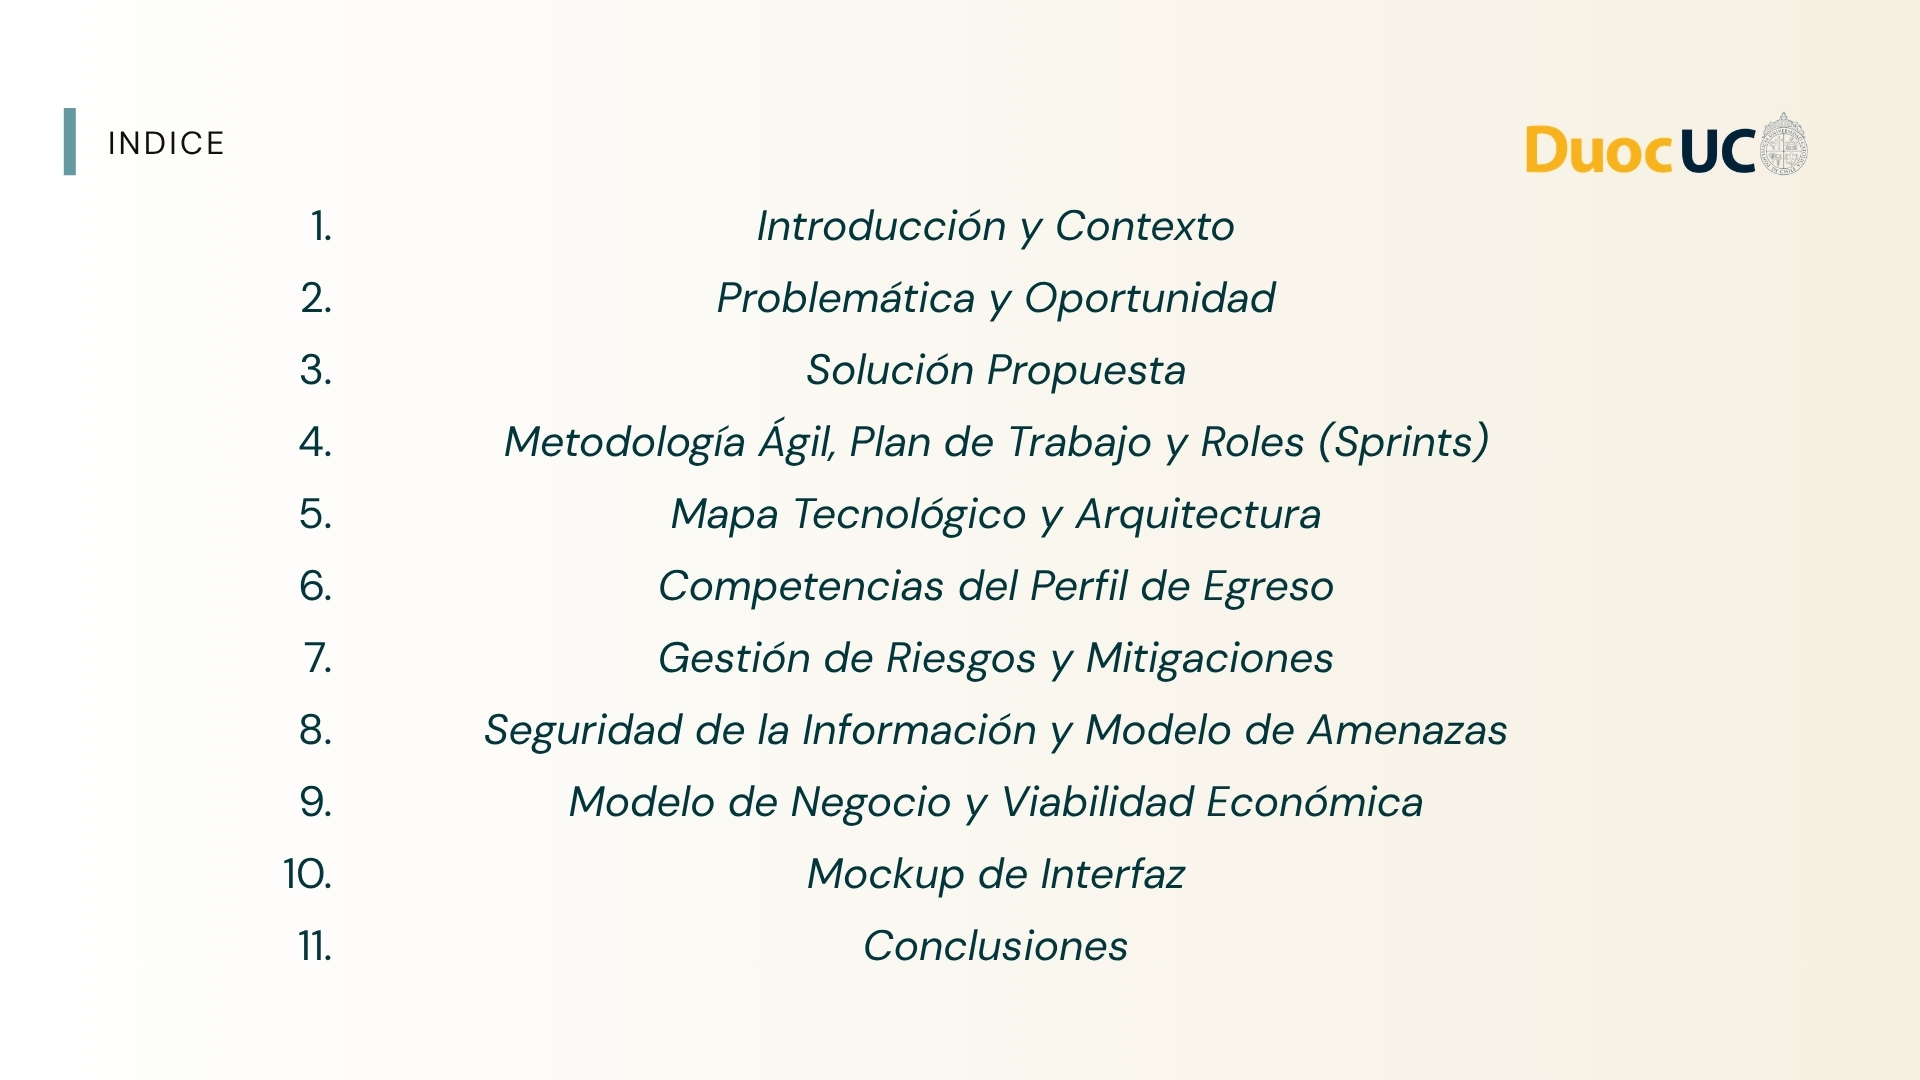 INDICE
Duoc UC
1. Introducción y Contexto
2. Problemática y Oportunidad
3. Solución Propuesta
4. Metodología Ágil, Plan de Trabajo y Roles (Sprints)
5. Mapa Tecnológico y Arquitectura
6. Competencias del Perfil de Egreso
7. Gestión de Riesgos y Mitigaciones
8. Seguridad de la Información y Modelo de Amenazas
9. Modelo de Negocio y Viabilidad Económica
10. Mockup de Interfaz
11. Conclusiones